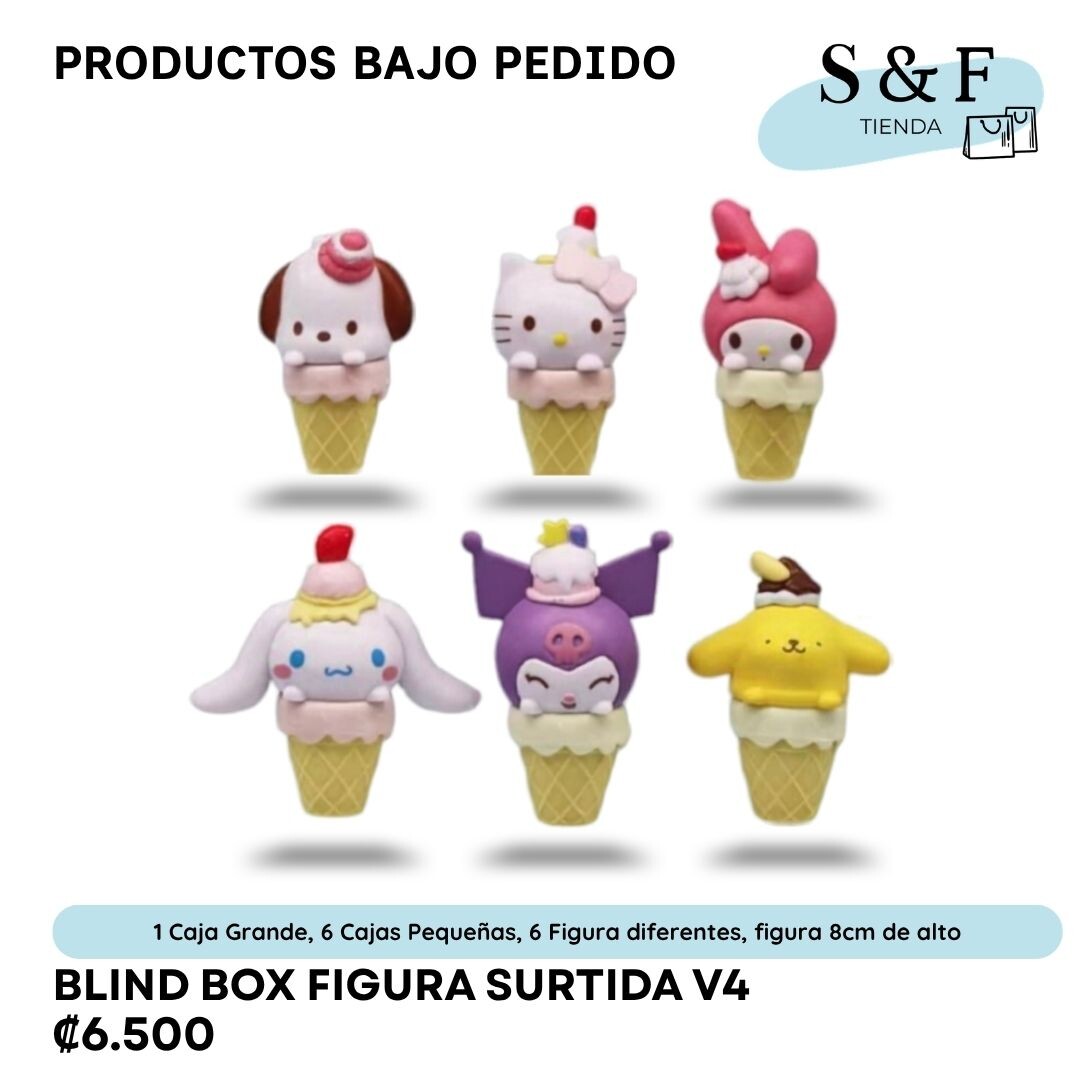 PRODUCTOS BAJO PEDIDO
S & F
TIENDA
1 Caja Grande, 6 Cajas Pequeñas, 6 Figura diferentes, figura 8cm de alto
BLIND BOX FIGURA SURTIDA V4
₡6.500